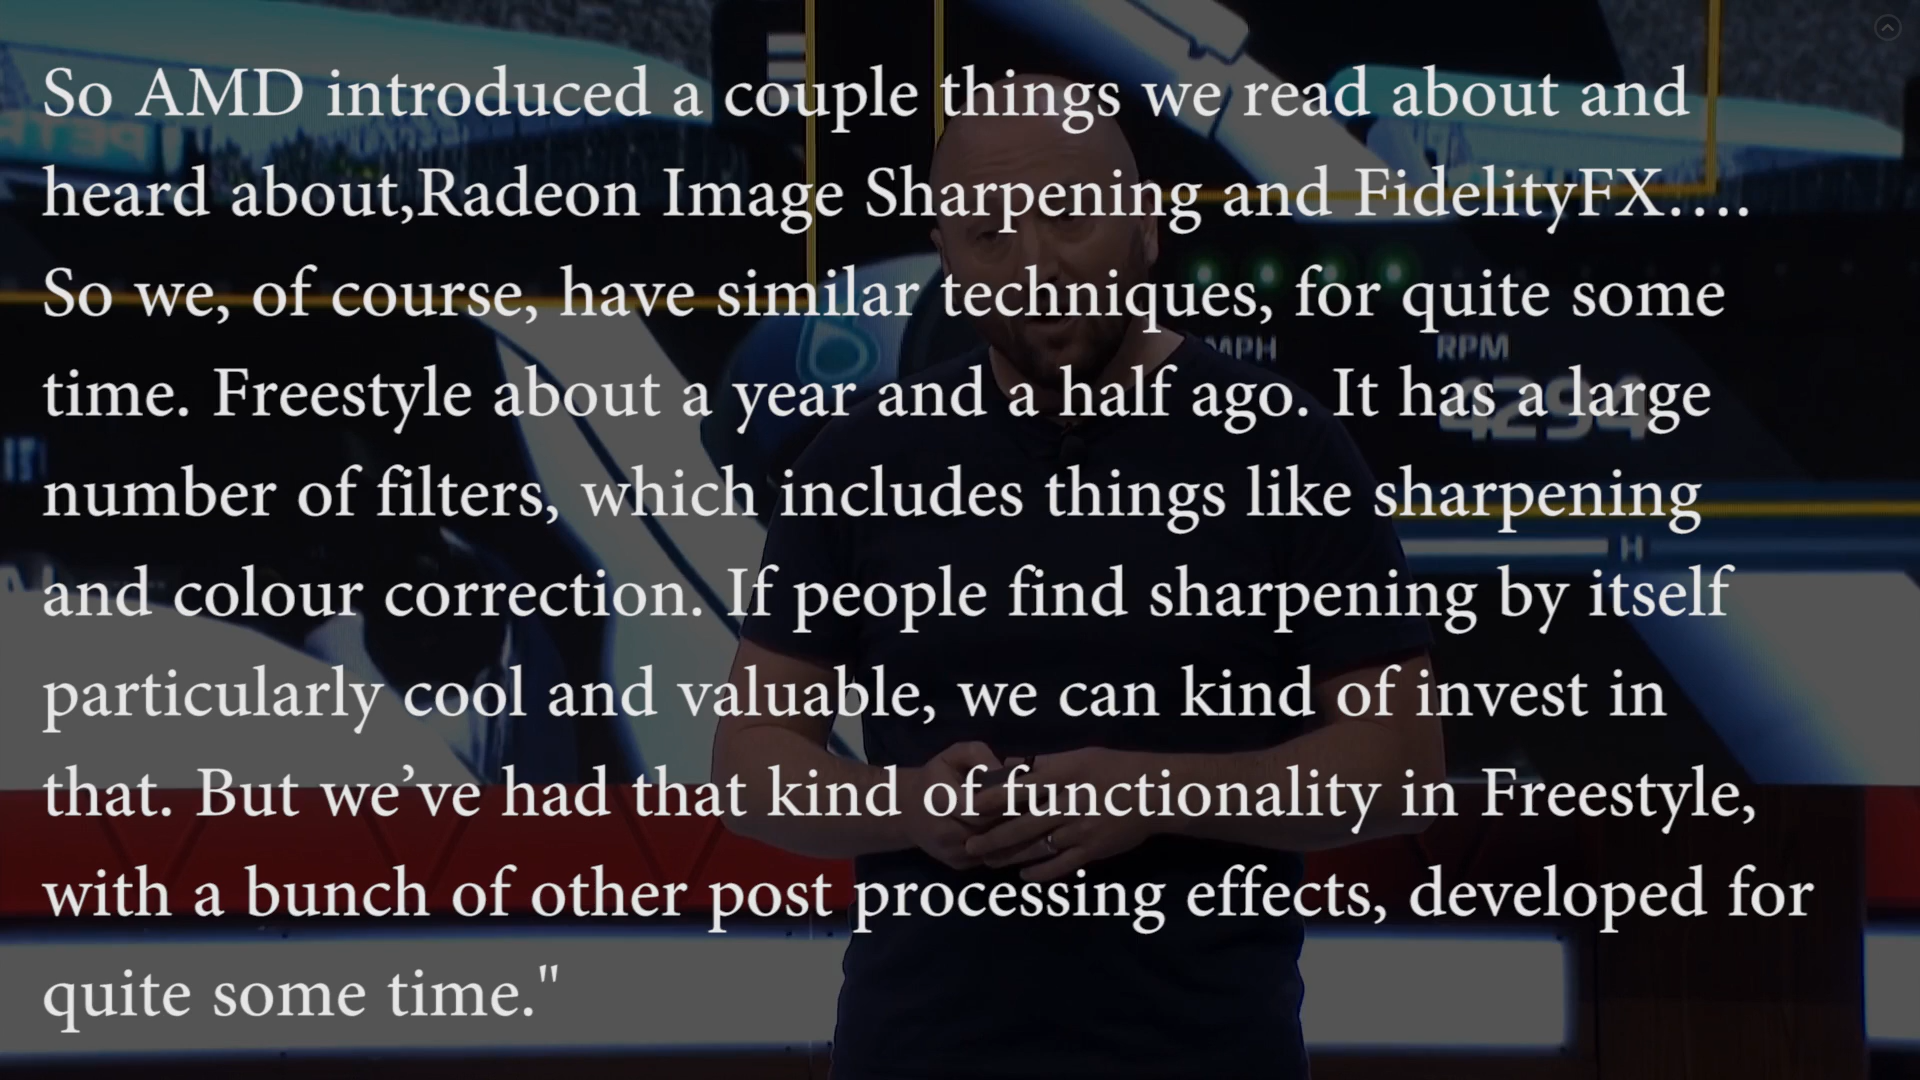 So AMD introduced a couple things we read about and
heard about,Radeon Image Sharpening and FidelityFX....
So we, of course, have similar techniques, for quite some
time. Freestyle about a year and a half ago. It has a large
number of filters, which includes things like sharpening
and colour correction. If people find sharpening by itself
particularly cool and valuable, we can kind of invest in
that. But we’ve had that kind of functionality in Freestyle,
with a bunch of other post processing effects, developed for
quite some time."
MPH
RPM
4294
H